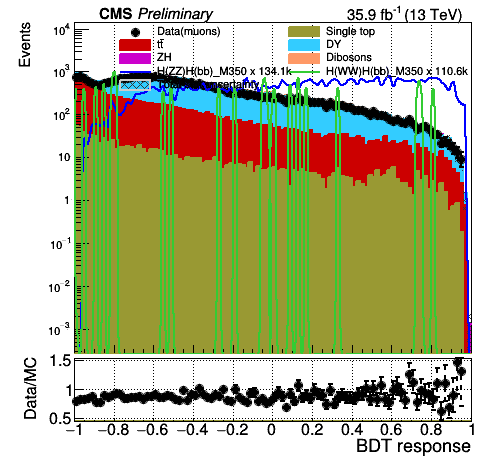 CMS Preliminary 35.9 fb⁻¹ (13 TeV)
Events
Data(muons) Single top
tt̄ DY
ZH Dibosons
H(ZZ)H(bb)_M350 x 134.1k H(WW)H(bb)_M350 x 110.6k
10⁴
10³
10²
10
1
10⁻¹
10⁻²
10⁻³
Data/MC
1.5
1
0.5
−1 −0.8 −0.6 −0.4 −0.2 0 0.2 0.4 0.6 0.8 1
BDT response